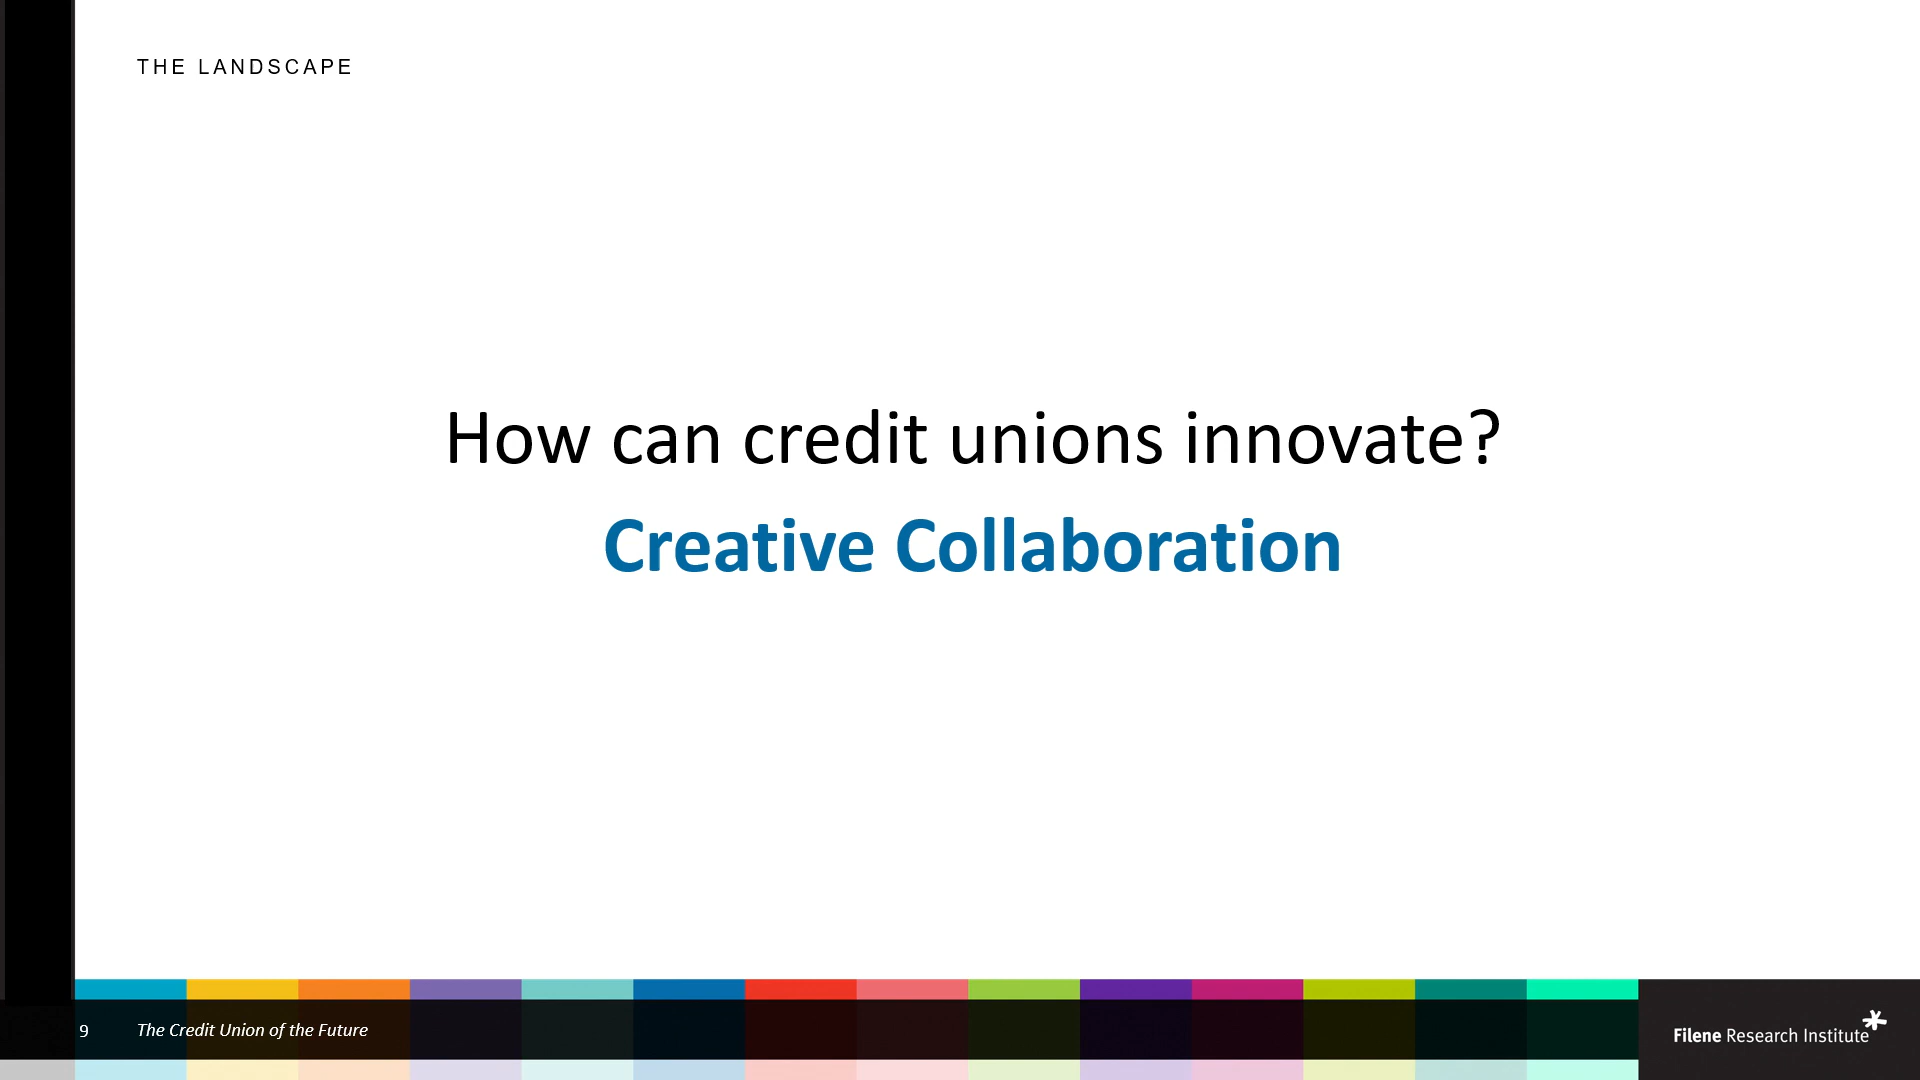 THE LANDSCAPE
How can credit unions innovate?
Creative Collaboration
9
The Credit Union of the Future
Filene Research Institute